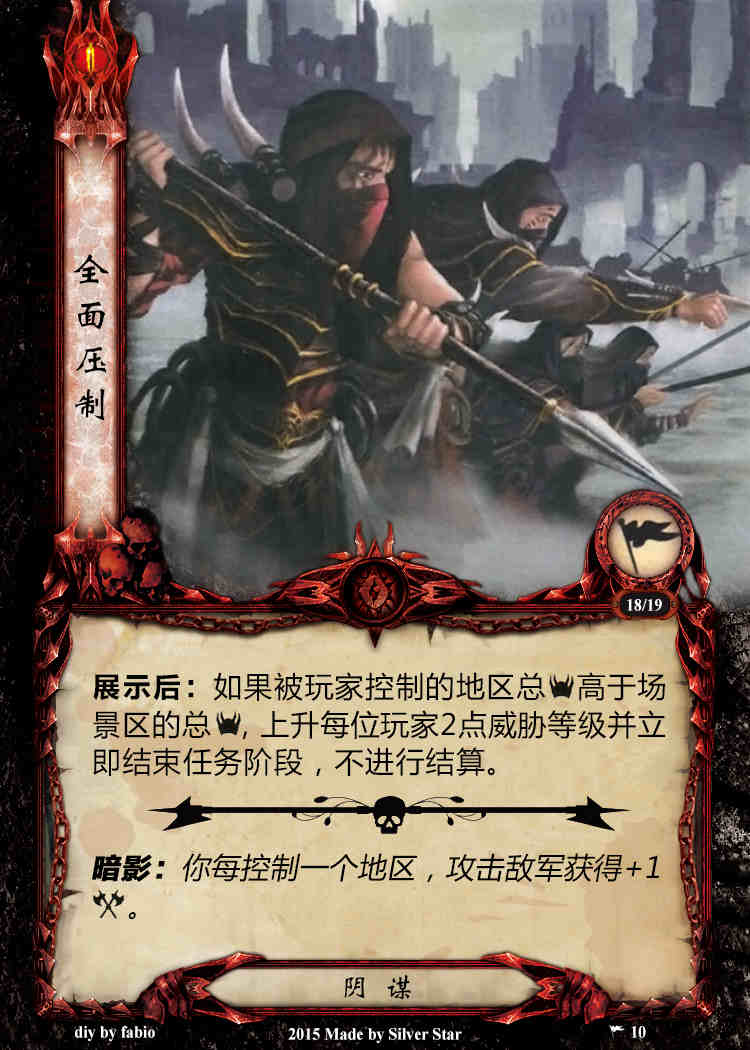 全面压制
18/19
展示后：如果被玩家控制的地区总高于场
景区的总，上升每位玩家2点威胁等级并立
即结束任务阶段，不进行结算。
暗影：你每控制一个地区，攻击敌军获得+1
。
阴谋
diy by fabio
2015 Made by Silver Star
10